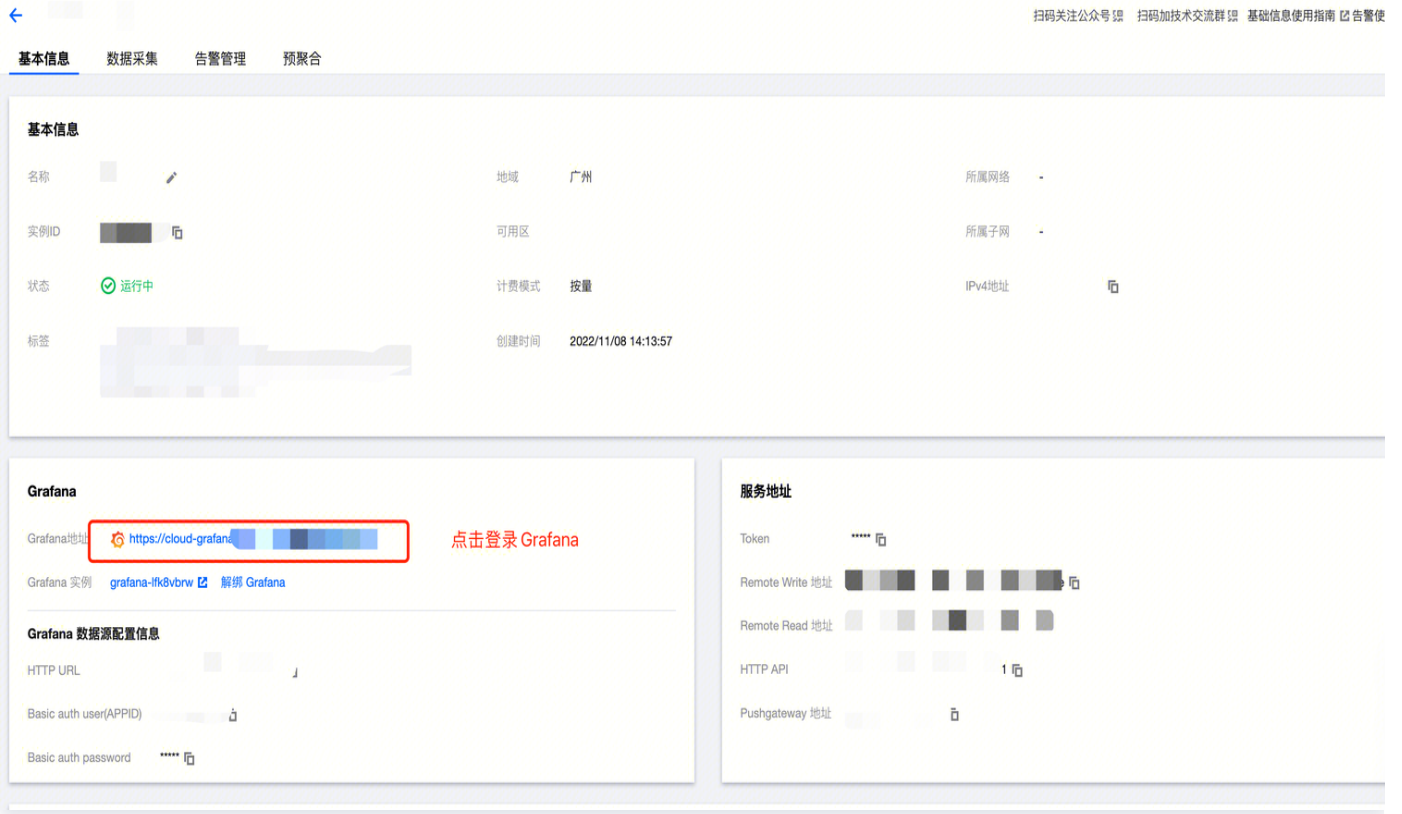 扫码关注公众号 扫码加技术交流群 基础信息使用指南 告警使
基本信息 数据采集 告警管理 预聚合
基本信息
名称 地域 广州 所属网络 -
实例ID 可用区 所属子网 -
状态 运行中 计费模式 按量 IPv4地址
标签 创建时间 2022/11/08 14:13:57
Grafana
Grafana地址 https://cloud-grafana 点击登录 Grafana
Grafana 实例 grafana-lfk8vbrw 解绑 Grafana
Grafana 数据源配置信息
HTTP URL
Basic auth user(APPID)
Basic auth password *****
服务地址
Token *****
Remote Write 地址
Remote Read 地址
HTTP API 1
Pushgateway 地址